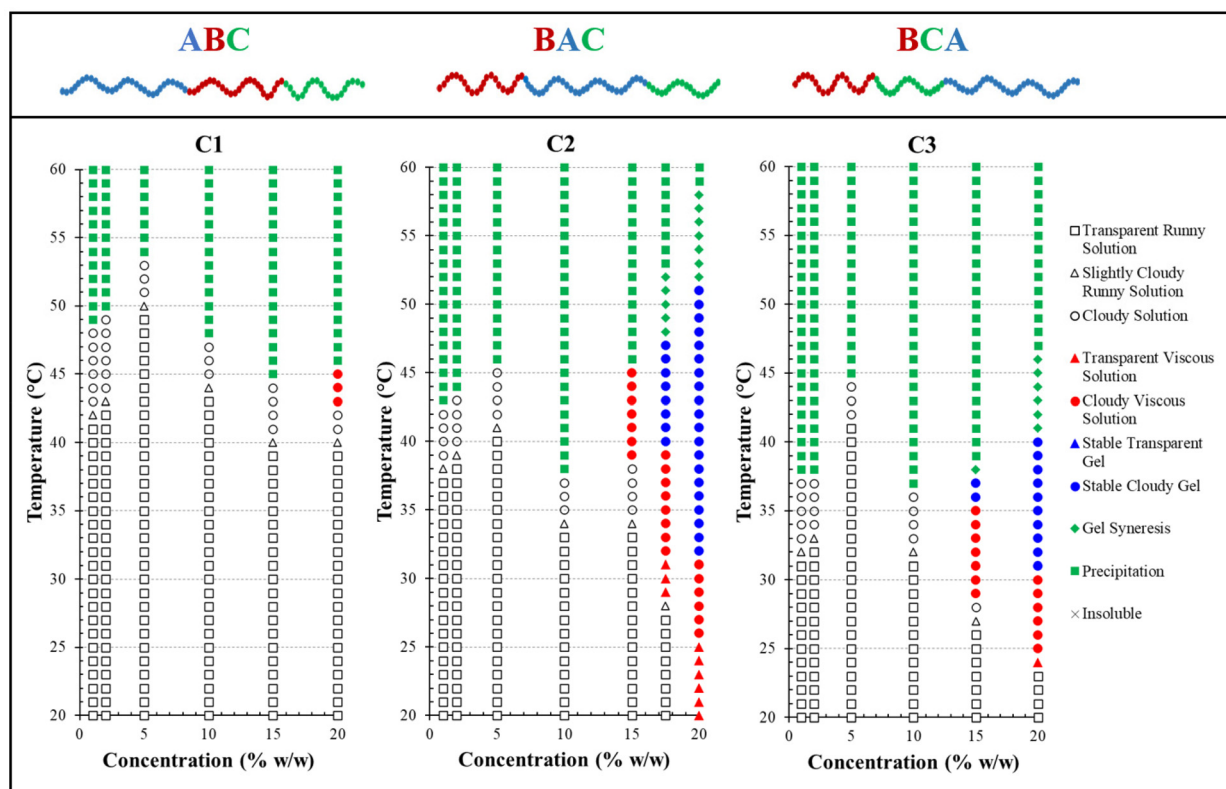 ABC BAC BCA
C1 C2 C3
60
55
50
45
40
35
30
25
20
Temperature (°C)
0 5 10 15 20
Concentration (% w/w)
60
55
50
45
40
35
30
25
20
Temperature (°C)
0 5 10 15 20
Concentration (% w/w)
60
55
50
45
40
35
30
25
20
Temperature (°C)
0 5 10 15 20
Concentration (% w/w)
Transparent Runny
Solution
Slightly Cloudy
Runny Solution
Cloudy Solution
Transparent Viscous
Solution
Cloudy Viscous
Solution
Stable Transparent
Gel
Stable Cloudy Gel
Gel Syneresis
Precipitation
Insoluble